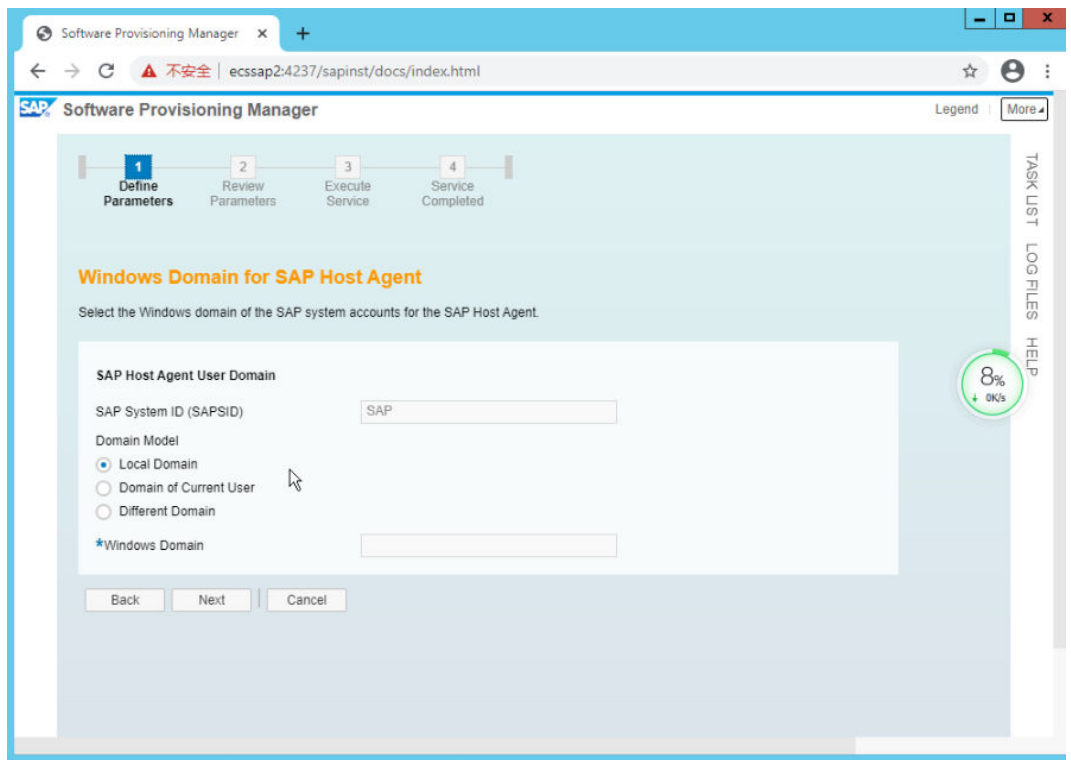 Software Provisioning Manager
不安全 | ecssap2:4237/sapinst/docs/index.html
SAP Software Provisioning Manager
Legend
More
1
2
3
4
Define Parameters
Review Parameters
Execute Service
Service Completed
TASK LIST
LOG FILES
HELP
Windows Domain for SAP Host Agent
Select the Windows domain of the SAP system accounts for the SAP Host Agent.
SAP Host Agent User Domain
8%
0K/s
SAP System ID (SAPSID)
SAP
Domain Model
Local Domain
Domain of Current User
Different Domain
*Windows Domain
Back
Next
Cancel